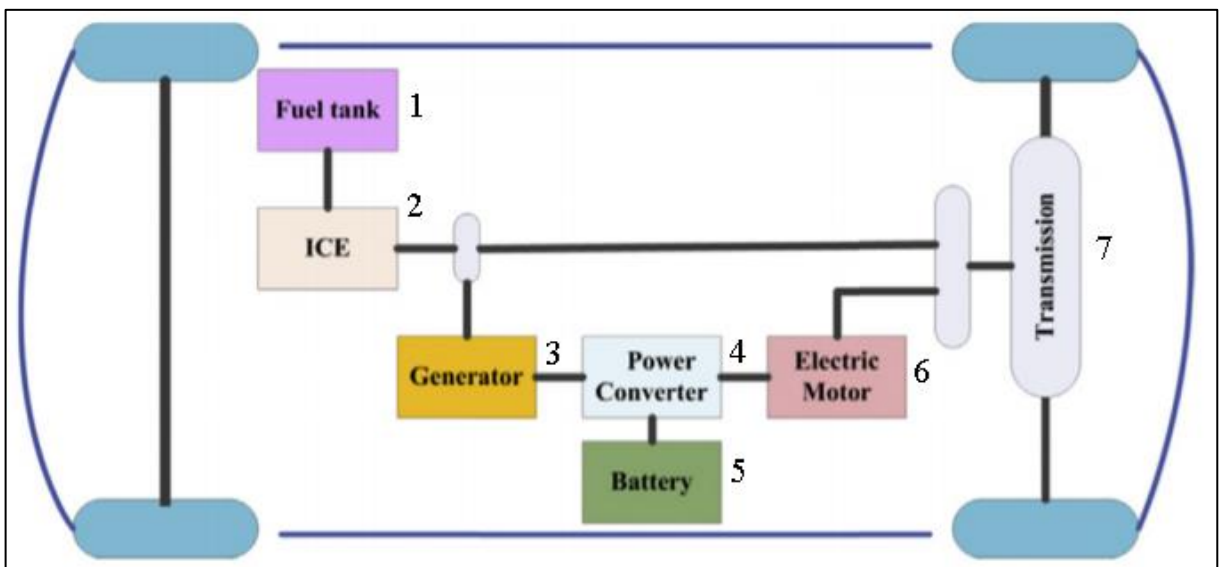 Fuel tank
1
ICE
2
Generator
3
Power
Converter
4
Battery
5
Electric
Motor
6
Transmission
7